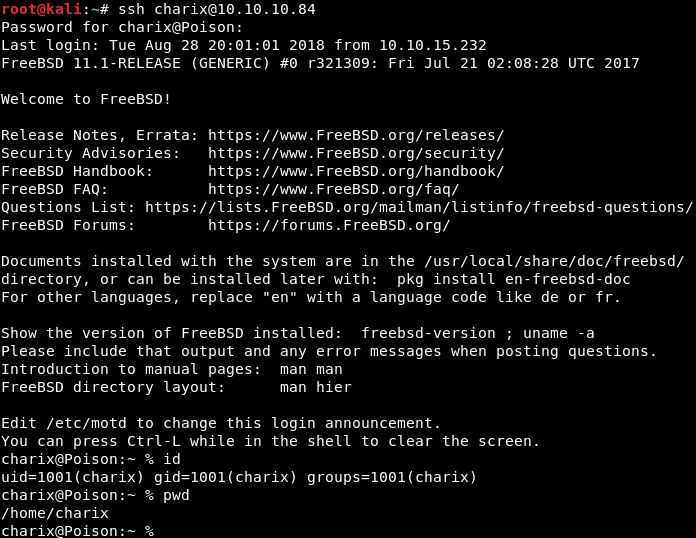 root@kali:~# ssh charix@10.10.10.84
Password for charix@Poison:
Last login: Tue Aug 28 20:01:01 2018 from 10.10.15.232
FreeBSD 11.1-RELEASE (GENERIC) #0 r321309: Fri Jul 21 02:08:28 UTC 2017

Welcome to FreeBSD!

Release Notes, Errata: https://www.FreeBSD.org/releases/
Security Advisories:   https://www.FreeBSD.org/security/
FreeBSD Handbook:      https://www.FreeBSD.org/handbook/
FreeBSD FAQ:           https://www.FreeBSD.org/faq/
Questions List: https://lists.FreeBSD.org/mailman/listinfo/freebsd-questions/
FreeBSD Forums:        https://forums.FreeBSD.org/

Documents installed with the system are in the /usr/local/share/doc/freebsd/
directory, or can be installed later with:  pkg install en-freebsd-doc
For other languages, replace "en" with a language code like de or fr.

Show the version of FreeBSD installed:  freebsd-version ; uname -a
Please include that output and any error messages when posting questions.
Introduction to manual pages:  man man
FreeBSD directory layout:      man hier

Edit /etc/motd to change this login announcement.
You can press Ctrl-L while in the shell to clear the screen.
charix@Poison:~ % id
uid=1001(charix) gid=1001(charix) groups=1001(charix)
charix@Poison:~ % pwd
/home/charix
charix@Poison:~ %